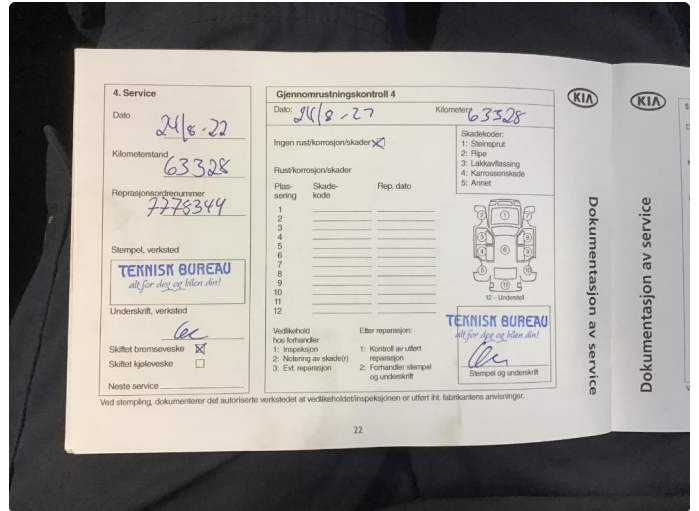 4. Service
Dato
24/8-22
Kilometerstand
63328
Reprasjonsordrenummer
7778349
Stempel, verksted
TEKNISK BUREAU
alt for deg og bilen din!
Underskrift, verksted
Skiftet bremseveske
Skiftet kjøleveske
Neste service
Gjennomrustningskontroll 4
Dato: 24/8-22 Kilometer: 63328
Ingen rust/korrosjon/skader
Rust/korrosjon/skader
Plas-
sering
Skade-
kode
Rep. dato
1
2
3
4
5
6
7
8
9
10
11
12
Skadekoder:
1: Steinsprut
2: Ripe
3: Lakkavflassing
4: Karosseriskade
5: Annet
12 – Understell
Vedlikehold
hos forhandler
1: Inspeksjon
2: Notering av skade(r)
3: Evt. reparasjon
Etter reparasjon:
1: Kontroll av utført
reparasjon
2: Forhandler stempel
og underskrift
TEKNISK BUREAU
alt for deg og bilen din!
Stempel og underskrift
Ved stempling, dokumenterer det autoriserte verkstedet at vedlikeholdet/inspeksjonen er utført iht. fabrikantens anvisninger.
22
KIA
Dokumentasjon av service
KIA
Dokumentasjon av service